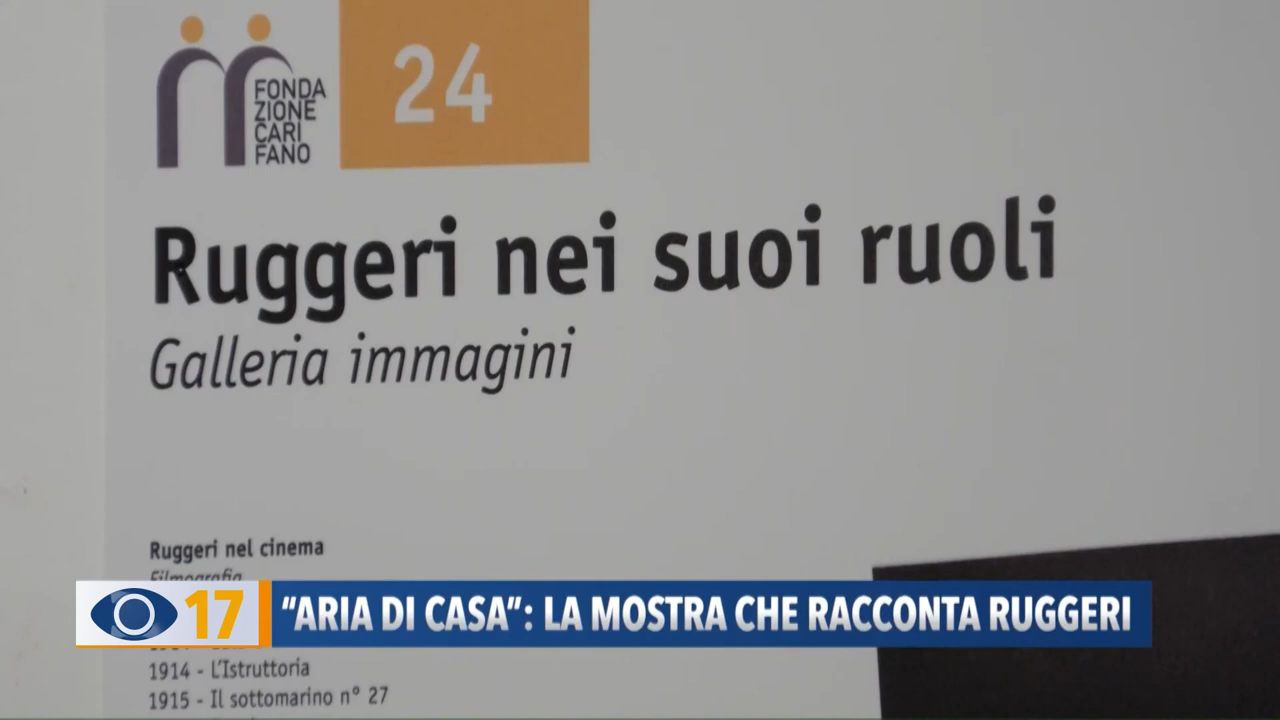 FONDA
ZIONE
CARI
FANO
24
Ruggeri nei suoi ruoli
Galleria immagini
Ruggeri nel cinema
Filmografia
17 “ARIA DI CASA”: LA MOSTRA CHE RACCONTA RUGGERI
1914 - L'Istruttoria
1915 - Il sottomarino n° 27